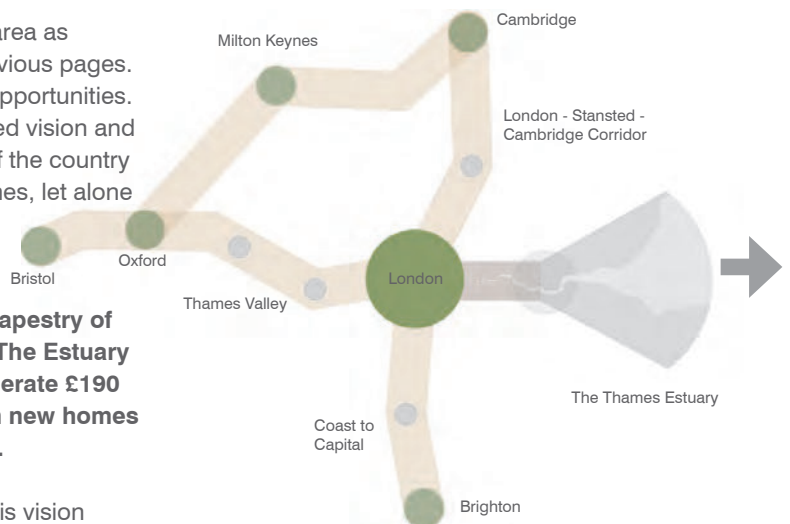 area as
vious pages.
pportunities.
ed vision and
f the country
nes, let alone
apestry of
The Estuary
erate £190
n new homes
.
is vision
Cambridge
Milton Keynes
London - Stansted -
Cambridge Corridor
Oxford
Bristol
London
Thames Valley
The Thames Estuary
Coast to
Capital
Brighton